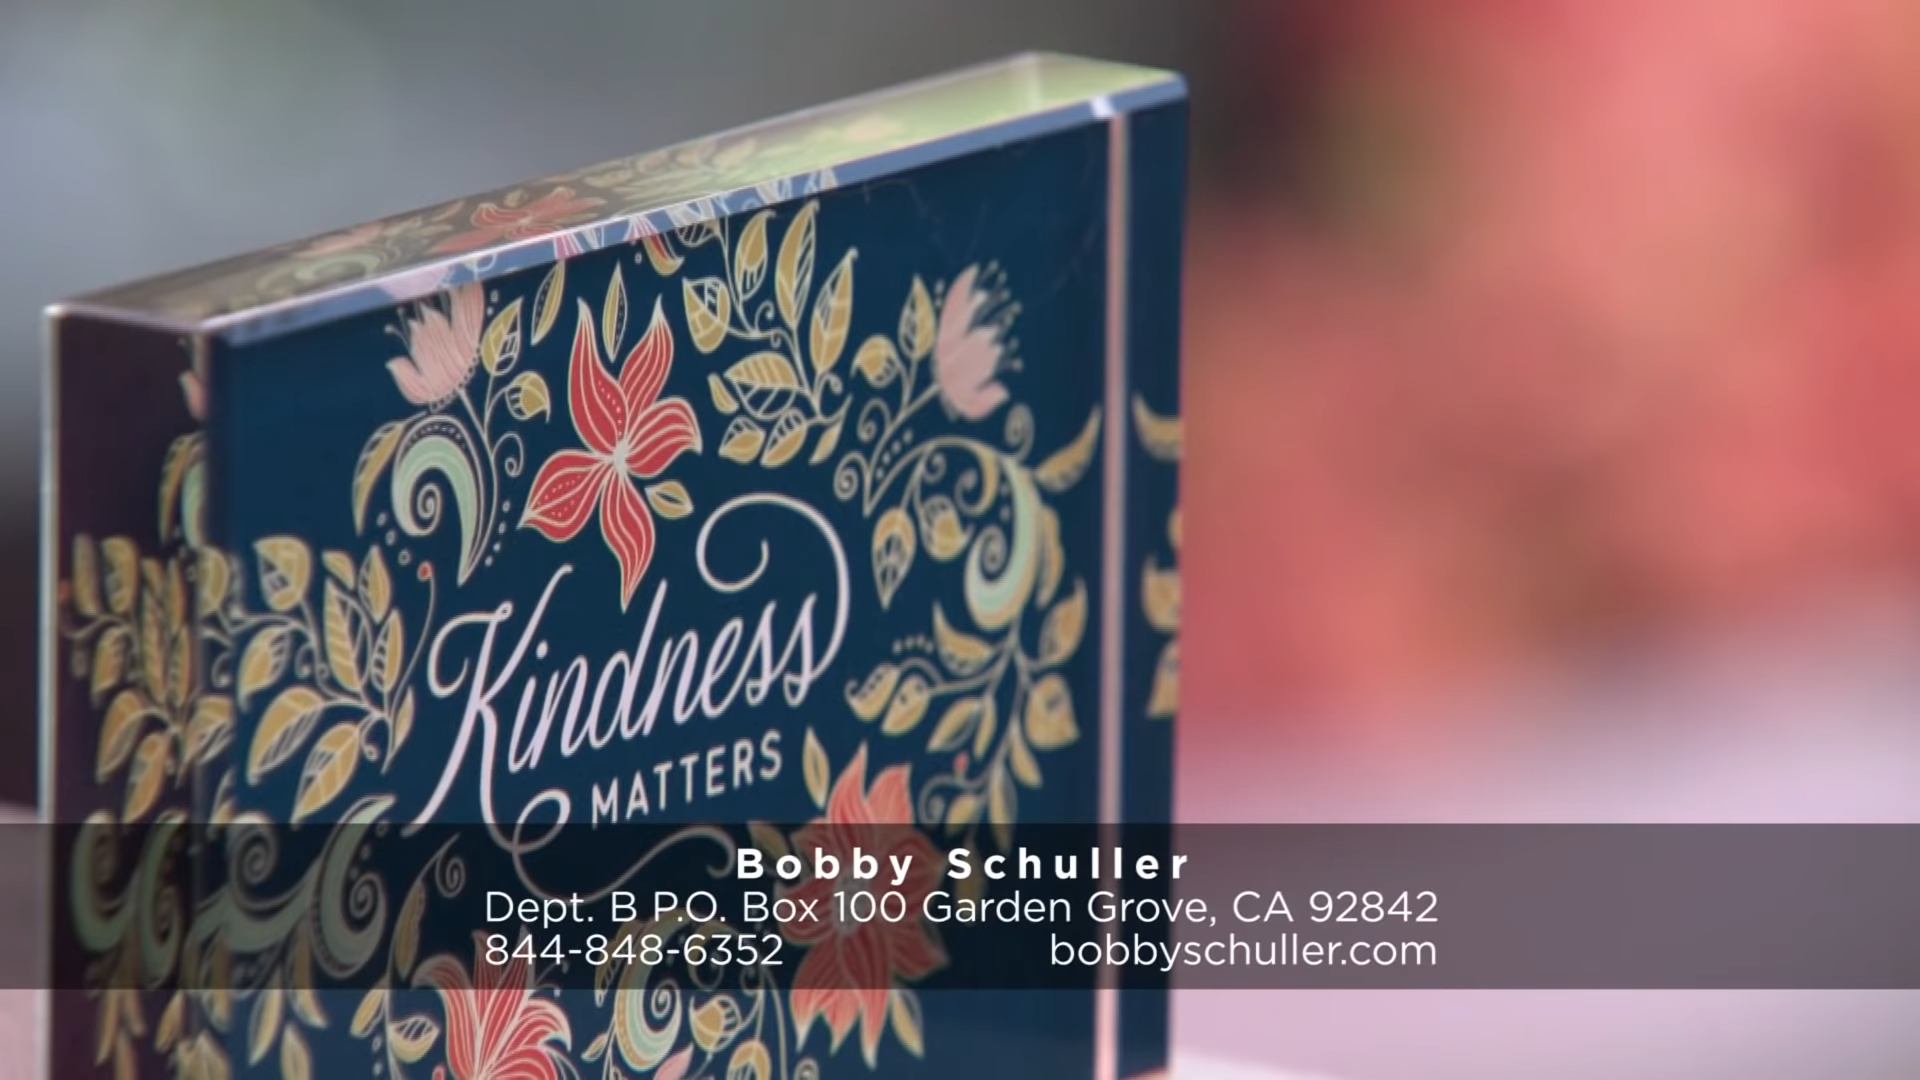 Kindness
MATTERS
Bobby Schuller
Dept. B P.O. Box 100 Garden Grove, CA 92842
844-848-6352 bobbyschuller.com